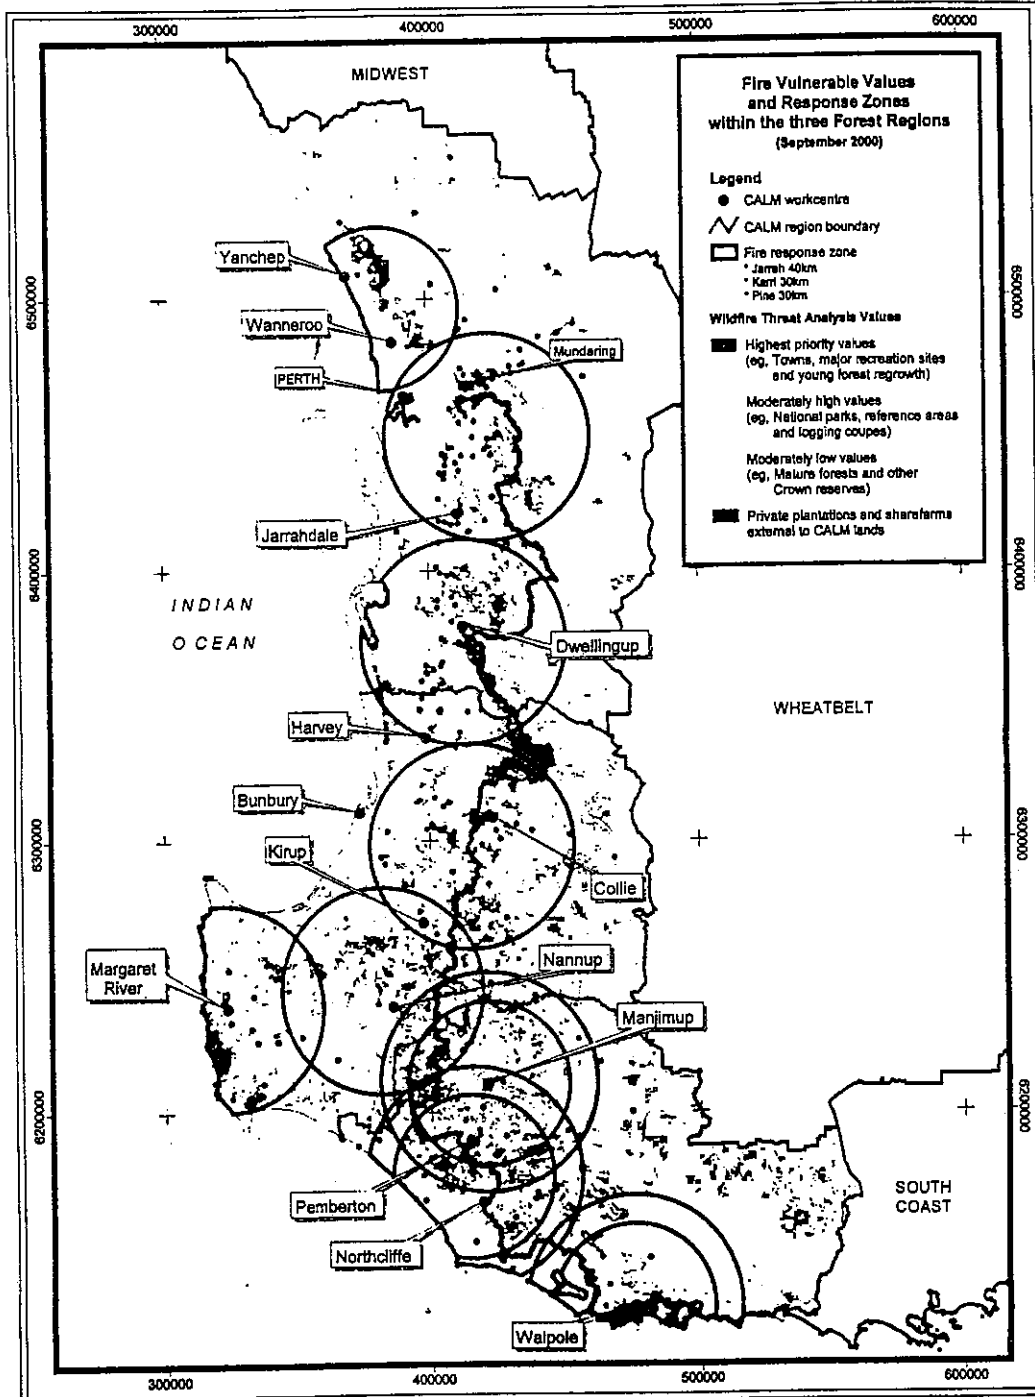 300000 400000 500000 600000
MIDWEST
Fire Vulnerable Values
and Response Zones
within the three Forest Regions
(September 2000)
Legend
CALM workcentre
CALM region boundary
Fire response zone
* Jarrah 40km
* Karri 30km
* Pine 30km
Wildfire Threat Analysis Values
Highest priority values
(eg, Towns, major recreation sites
and young forest regrowth)
Moderately high values
(eg, National parks, reference areas
and logging coupes)
Moderately low values
(eg, Mature forests and other
Crown reserves)
Private plantations and sharefarms
external to CALM lands
Yanchep
6500000 6500000
Wanneroo
Mundaring
PERTH
Jarrahdale
6400000 6400000
INDIAN
OCEAN
Dwellingup
WHEATBELT
Harvey
Bunbury
6300000 6300000
Kirup
Collie
Nannup
Margaret
River
Manjimup
6200000 6200000
Pemberton
SOUTH
COAST
Northcliffe
Walpole
300000 400000 500000 600000